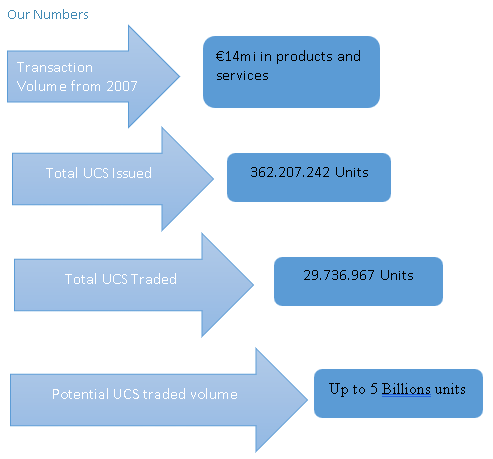 Our Numbers
Transaction
Volume from 2007
€14mi in products and
services
Total UCS Issued
362.207.242 Units
Total UCS Traded
29.736.967 Units
Potential UCS traded volume
Up to 5 Billions units